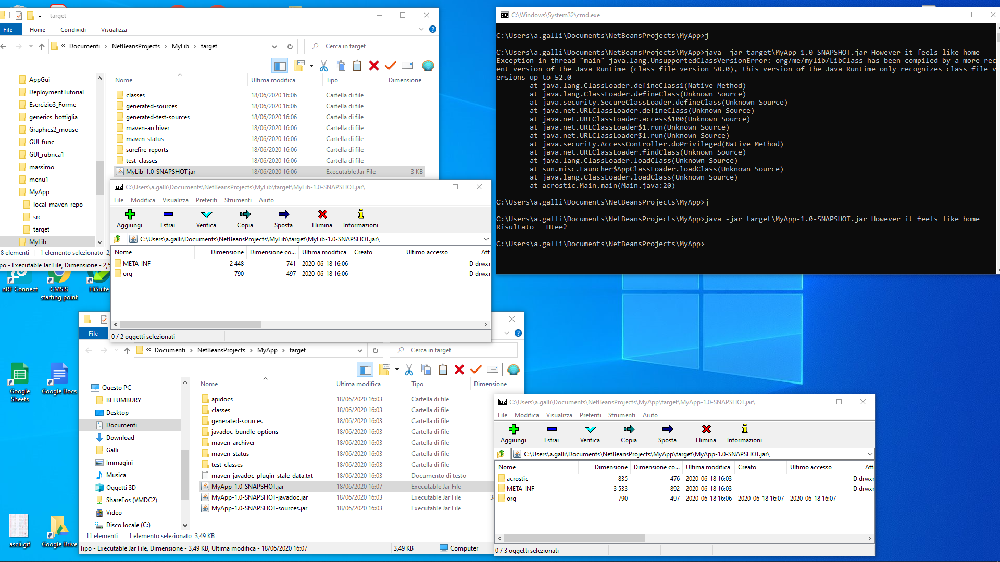 target
File Home Condividi Visualizza
« Documenti › NetBeansProjects › MyLib › target
Cerca in target
AppGui
DeploymentTutorial
Esercizio3_Forme
generics_bottiglia
Graphics2_mouse
GUI_func
GUI_rubrica1
massimo
menu1
MyApp
local-maven-repo
src
target
MyLib
Nome Ultima modifica Tipo Dimensione
classes 18/06/2020 16:06 Cartella di file
generated-sources 18/06/2020 16:06 Cartella di file
generated-test-sources 18/06/2020 16:06 Cartella di file
maven-archiver 18/06/2020 16:06 Cartella di file
maven-status 18/06/2020 16:06 Cartella di file
surefire-reports 18/06/2020 16:06 Cartella di file
test-classes 18/06/2020 16:06 Cartella di file
MyLib-1.0-SNAPSHOT.jar 18/06/2020 16:06 Executable Jar File 3 KB
8 elementi 1 elemento selezionato 2,
po - Executable Jar File, Dimensione - 2,5
C:\Users\a.galli\Documents\NetBeansProjects\MyLib\target\MyLib-1.0-SNAPSHOT.jar\
File Modifica Visualizza Preferiti Strumenti Aiuto
Aggiungi Estrai Verifica Copia Sposta Elimina Informazioni
C:\Users\a.galli\Documents\NetBeansProjects\MyLib\target\MyLib-1.0-SNAPSHOT.jar\
Nome Dimensione Dimensione co... Ultima modifica Creato Ultimo accesso Att
META-INF 2 448 741 2020-06-18 16:06 D drwxr
org 790 497 2020-06-18 16:06 D drwxr
0 / 2 oggetti selezionati
C:\Windows\System32\cmd.exe
C:\Users\a.galli\Documents\NetBeansProjects\MyApp>j
C:\Users\a.galli\Documents\NetBeansProjects\MyApp>java -jar target\MyApp-1.0-SNAPSHOT.jar However it feels like home
Exception in thread "main" java.lang.UnsupportedClassVersionError: org/me/mylib/LibClass has been compiled by a more rec
ent version of the Java Runtime (class file version 58.0), this version of the Java Runtime only recognizes class file v
ersions up to 52.0
at java.lang.ClassLoader.defineClass1(Native Method)
at java.lang.ClassLoader.defineClass(Unknown Source)
at java.security.SecureClassLoader.defineClass(Unknown Source)
at java.net.URLClassLoader.defineClass(Unknown Source)
at java.net.URLClassLoader.access$100(Unknown Source)
at java.net.URLClassLoader$1.run(Unknown Source)
at java.net.URLClassLoader$1.run(Unknown Source)
at java.security.AccessController.doPrivileged(Native Method)
at java.net.URLClassLoader.findClass(Unknown Source)
at java.lang.ClassLoader.loadClass(Unknown Source)
at sun.misc.Launcher$AppClassLoader.loadClass(Unknown Source)
at java.lang.ClassLoader.loadClass(Unknown Source)
at acrostic.Main.main(Main.java:20)
C:\Users\a.galli\Documents\NetBeansProjects\MyApp>j
C:\Users\a.galli\Documents\NetBeansProjects\MyApp>java -jar target\MyApp-1.0-SNAPSHOT.jar However it feels like home
Risultato = Htee?
C:\Users\a.galli\Documents\NetBeansProjects\MyApp>
nRF Connect
CMSIS starting point
HiSuite
Google Sheets
Google Docs
ascii.gif
Google Drive
File
« Documenti › NetBeansProjects › MyApp › target
Cerca in target
Questo PC
BELUMBURY
Desktop
Documenti
Download
Galli
Immagini
Musica
Oggetti 3D
ShareEos (VMDC2)
Video
Disco locale (C:)
Nome Ultima modifica Tipo Dimensione
apidocs 18/06/2020 16:03 Cartella di file
classes 18/06/2020 16:03 Cartella di file
generated-sources 18/06/2020 16:03 Cartella di file
javadoc-bundle-options 18/06/2020 16:03 Cartella di file
maven-archiver 18/06/2020 16:03 Cartella di file
maven-status 18/06/2020 16:03 Cartella di file
test-classes 18/06/2020 16:03 Cartella di file
maven-javadoc-plugin-stale-data.txt 18/06/2020 16:03 Documento di testo
MyApp-1.0-SNAPSHOT.jar 18/06/2020 16:07 Executable Jar File
MyApp-1.0-SNAPSHOT-javadoc.jar 18/06/2020 16:03 Executable Jar File
MyApp-1.0-SNAPSHOT-sources.jar 18/06/2020 16:03 Executable Jar File
11 elementi 1 elemento selezionato 3,49 KB
Tipo - Executable Jar File, Dimensione - 3,49 KB, Ultima modifica - 18/06/2020 16:07 3,49 KB Computer
C:\Users\a.galli\Documents\NetBeansProjects\MyApp\target\MyApp-1.0-SNAPSHOT.jar\
File Modifica Visualizza Preferiti Strumenti Aiuto
Aggiungi Estrai Verifica Copia Sposta Elimina Informazioni
C:\Users\a.galli\Documents\NetBeansProjects\MyApp\target\MyApp-1.0-SNAPSHOT.jar\
Nome Dimensione Dimensione co... Ultima modifica Creato Ultimo accesso Att
acrostic 835 476 2020-06-18 16:03 D drwxr
META-INF 3 533 892 2020-06-18 16:03 D drwxr
org 790 497 2020-06-18 16:06 2020-06-18 16:07 2020-06-18 16:07
0 / 3 oggetti selezionati